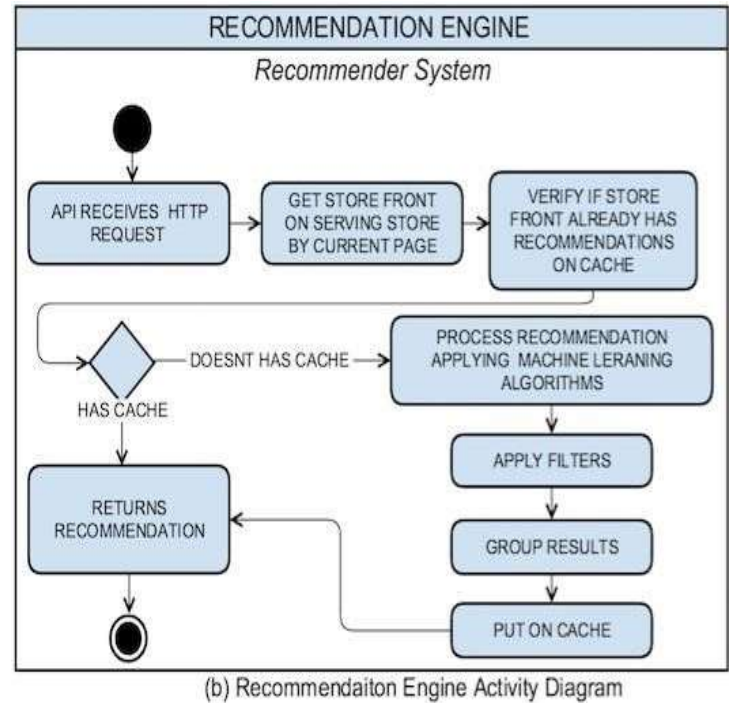 RECOMMENDATION ENGINE
Recommender System
API RECEIVES HTTP
REQUEST
GET STORE FRONT
ON SERVING STORE
BY CURRENT PAGE
VERIFY IF STORE
FRONT ALREADY HAS
RECOMMENDATIONS
ON CACHE
DOESNT HAS CACHE
PROCESS RECOMMENDATION
APPLYING MACHINE LERANING
ALGORITHMS
HAS CACHE
APPLY FILTERS
RETURNS
RECOMMENDATION
GROUP RESULTS
PUT ON CACHE
(b) Recommendaiton Engine Activity Diagram